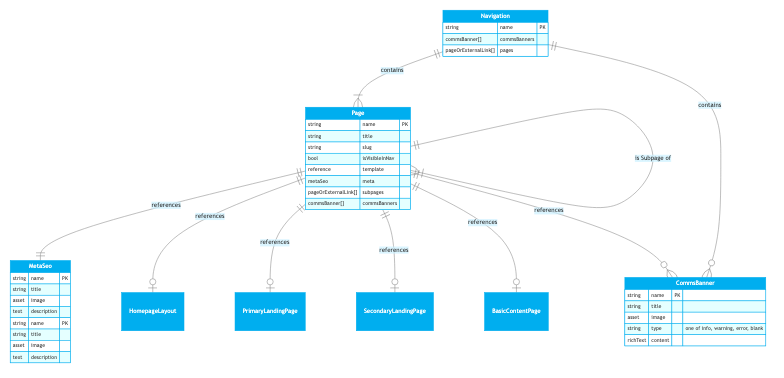 Navigation
string name PK
commsBanner[] commsBanners
pageOrExternalLink[] pages
contains
contains
Page
string name PK
string title
string slug
bool isVisibleInNav
reference template
metaSeo meta
pageOrExternalLink[] subpages
commsBanner[] commsBanners
is Subpage of
references
references
references
references
references
references
MetaSeo
string name PK
string title
asset image
text description
string name PK
string title
asset image
text description
HomepageLayout
PrimaryLandingPage
SecondaryLandingPage
BasicContentPage
CommsBanner
string name PK
string title
asset image
string type one of info, warning, error, blank
richText content